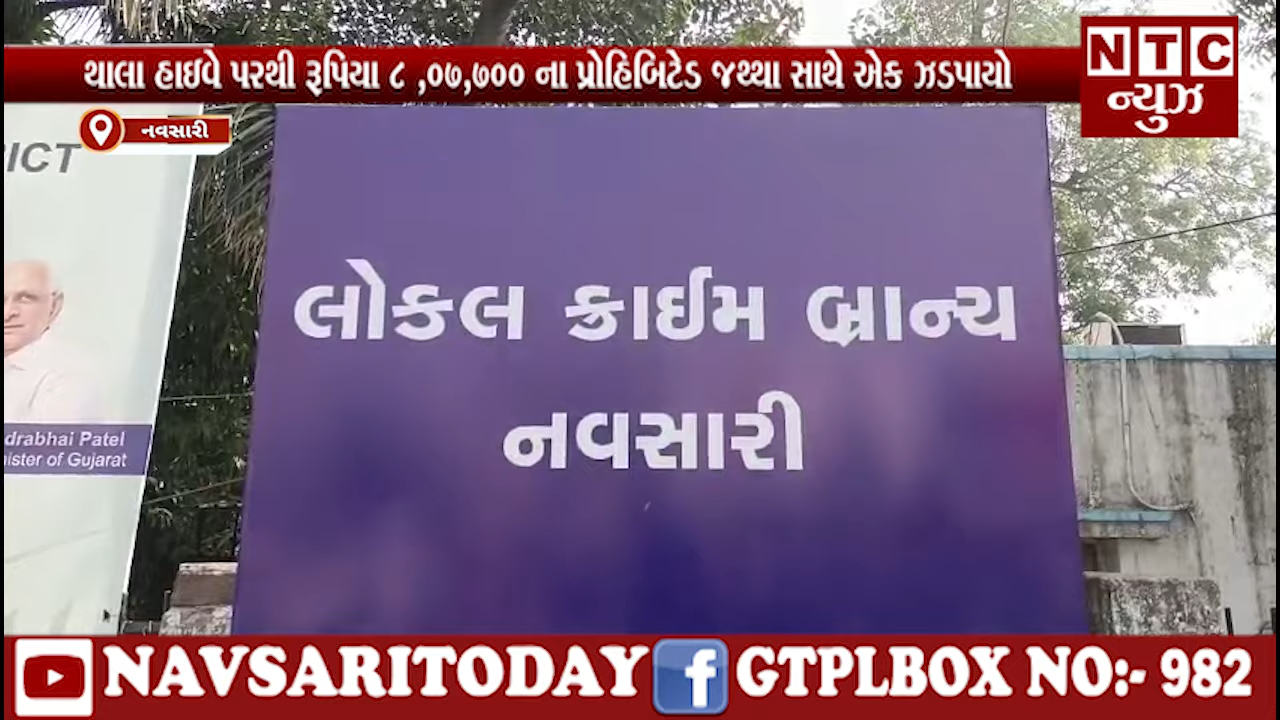 થાલા હાઇવે પરથી રૂપિયા ૮ ,૦૭,૭૦૦ ના પ્રોહિબિટેડ જથ્થા સાથે એક ઝડપાયો
NTC
ન્યુઝ
નવસારી
ICT
લોકલ ક્રાઈમ બ્રાન્ચ
નવસારી
drabhai Patel
ister of Gujarat
NAVSARITODAY f GTPLBOX NO:- 982